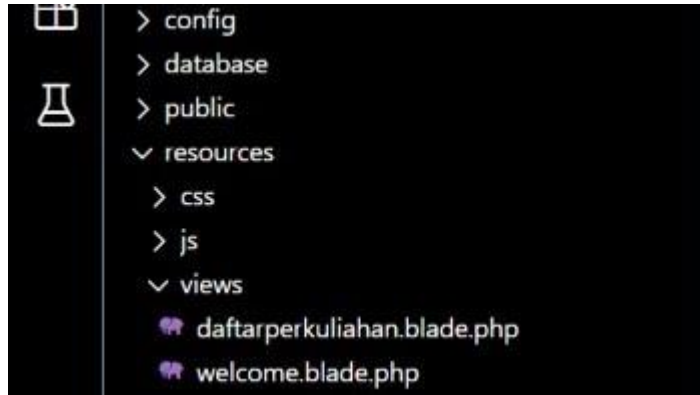 config
database
public
resources
css
js
views
daftarperkuliahan.blade.php
welcome.blade.php